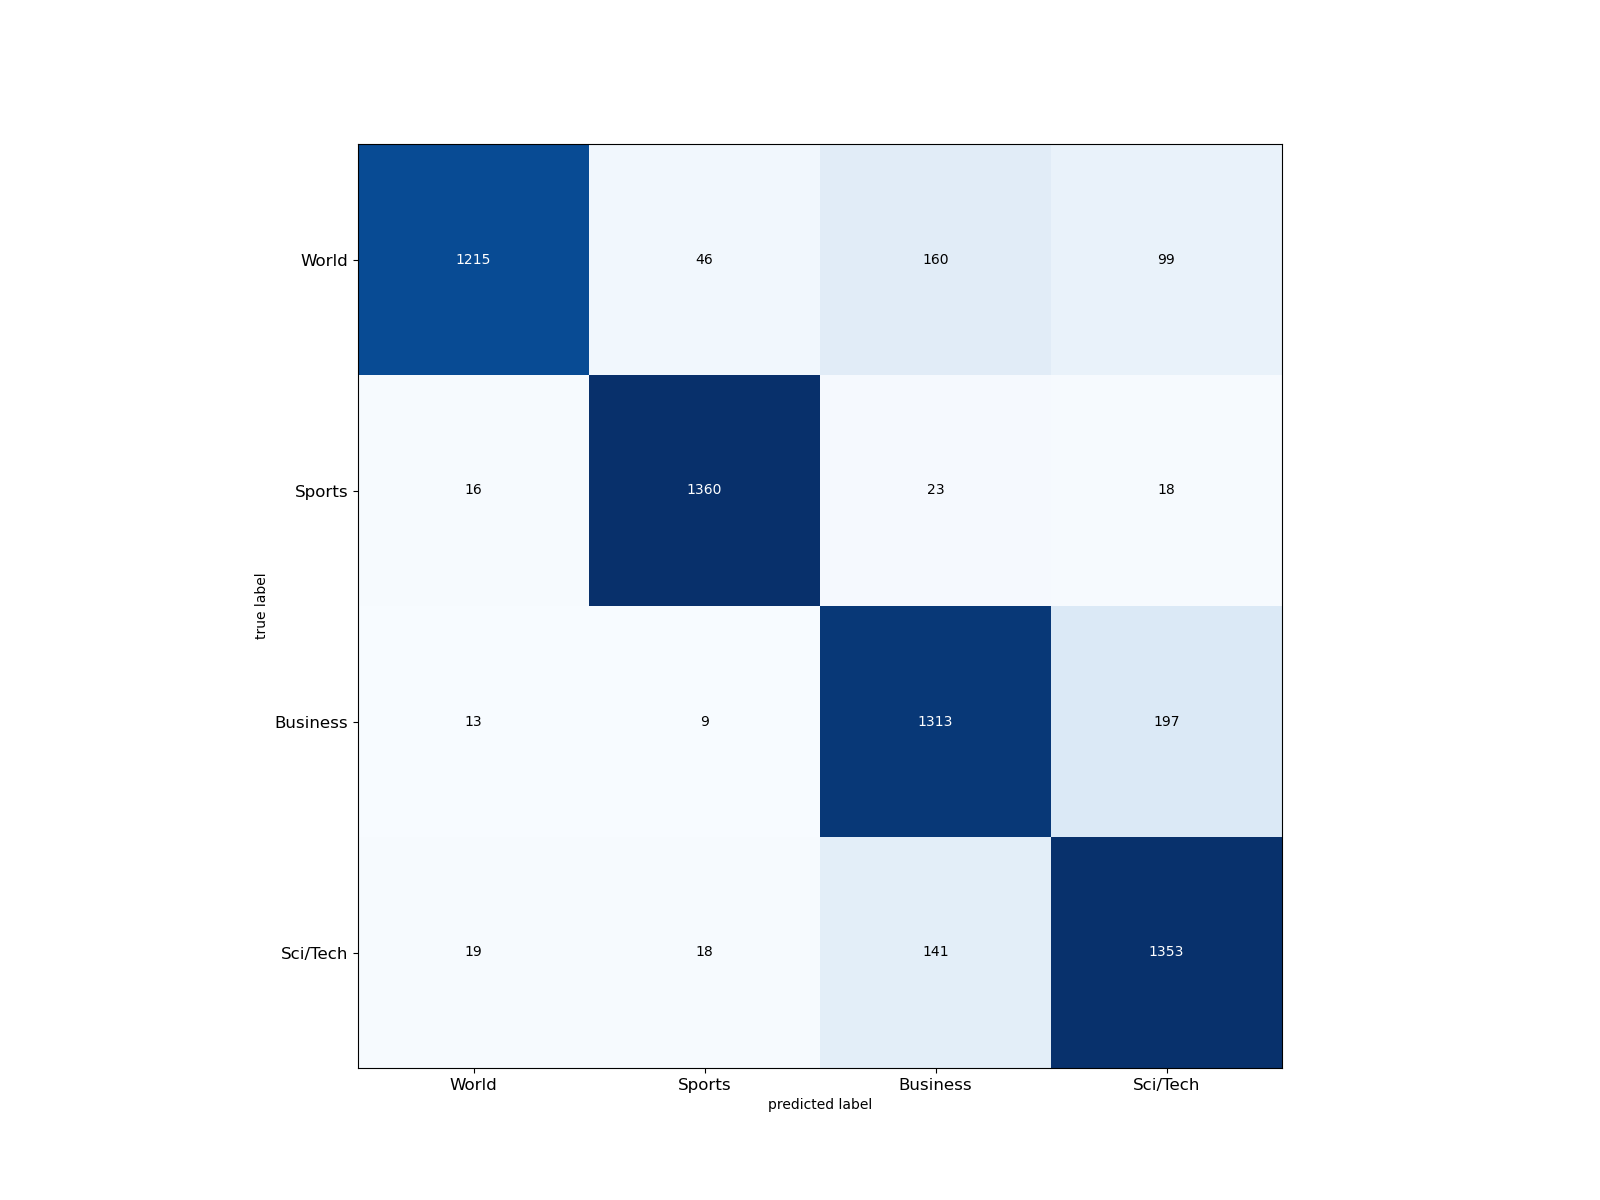 World 1215 46 160 99
Sports 16 1360 23 18
true label
Business 13 9 1313 197
Sci/Tech 19 18 141 1353
World Sports Business Sci/Tech
predicted label